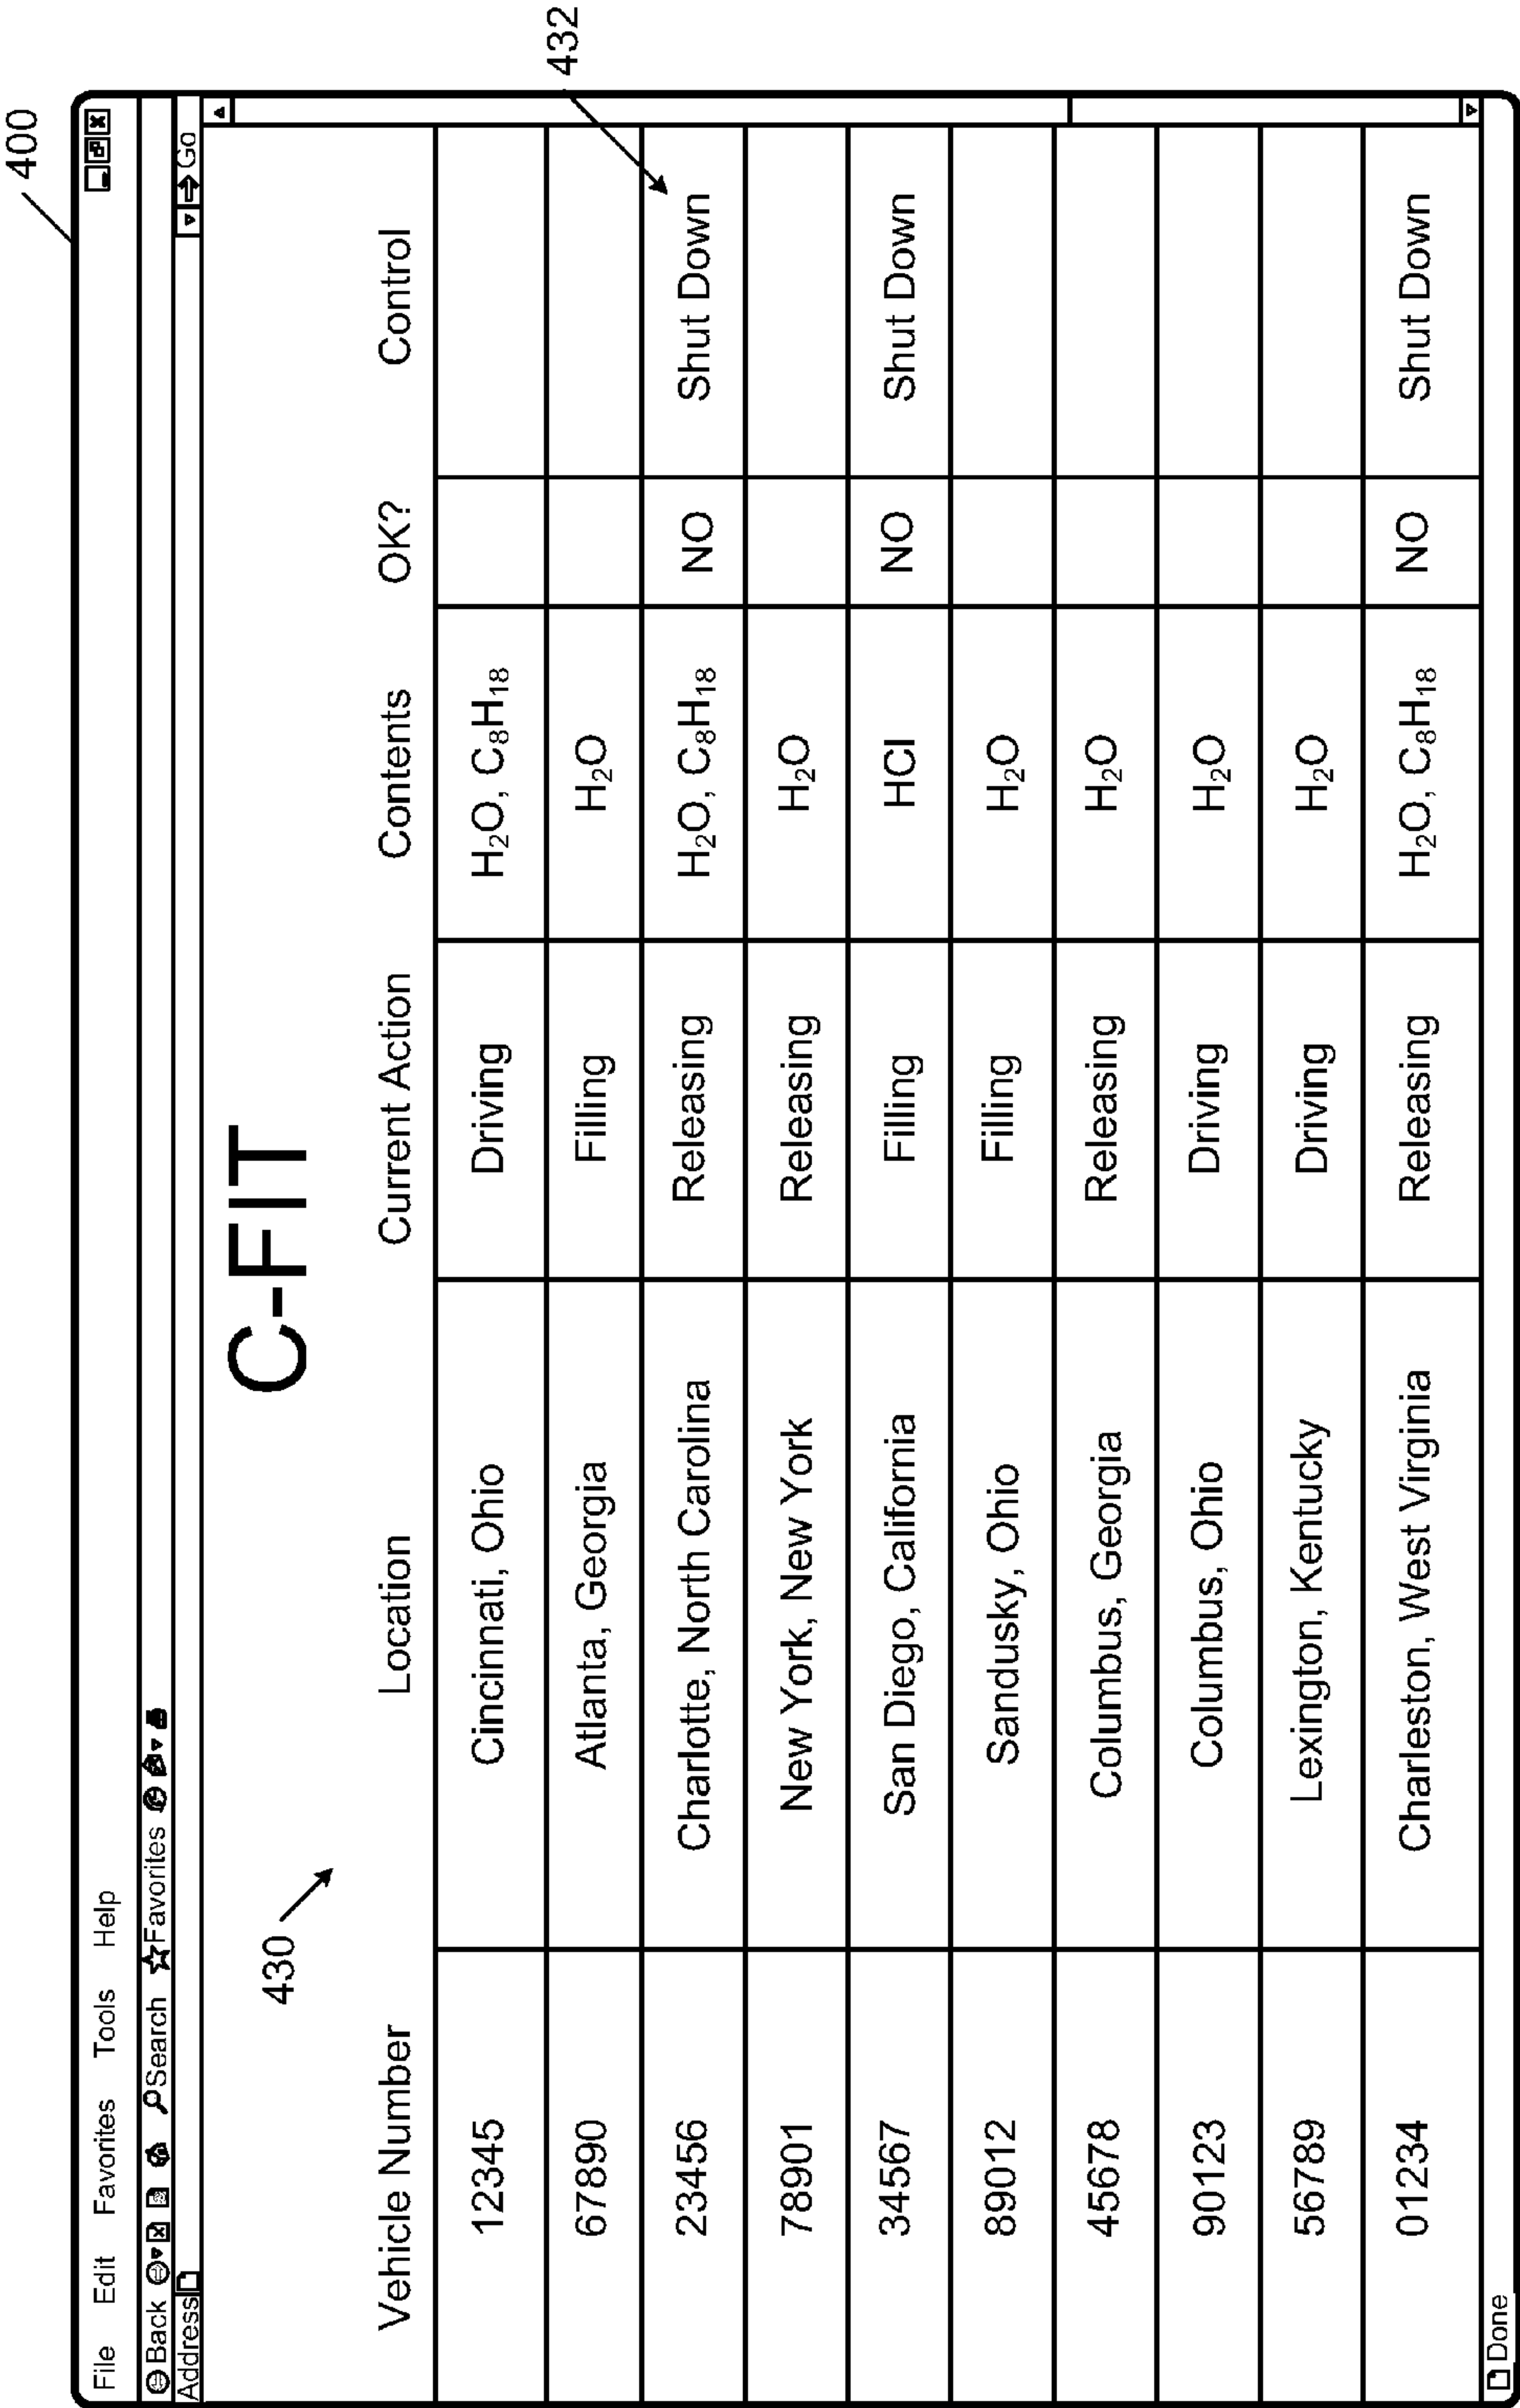 400
File Edit Favorites Tools Help
Back Search Favorites
Address Go
C-FIT
430
Vehicle Number Location Current Action Contents OK? Control
432
12345 Cincinnati, Ohio Driving H₂O, C₈H₁₈
67890 Atlanta, Georgia Filling H₂O
23456 Charlotte, North Carolina Releasing H₂O, C₈H₁₈ NO Shut Down
78901 New York, New York Releasing H₂O
34567 San Diego, California Filling HCl NO Shut Down
89012 Sandusky, Ohio Filling H₂O
45678 Columbus, Georgia Releasing H₂O
90123 Columbus, Ohio Driving H₂O
56789 Lexington, Kentucky Driving H₂O
01234 Charleston, West Virginia Releasing H₂O, C₈H₁₈ NO Shut Down
Done